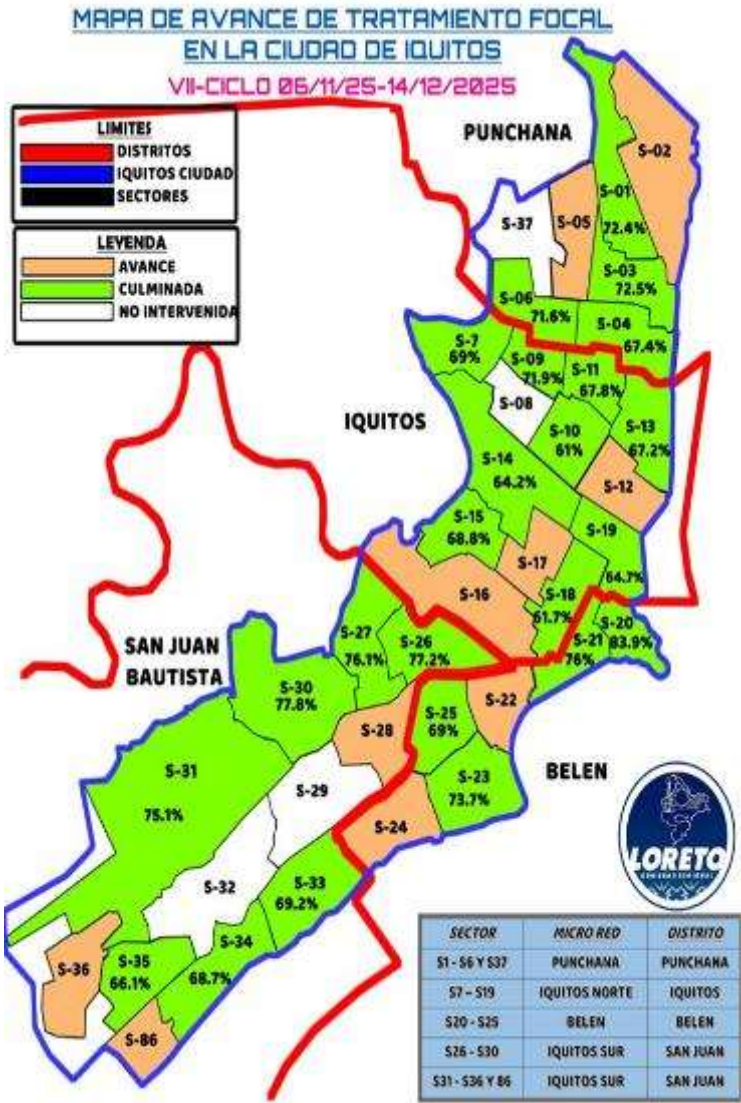 MAPA DE AVANCE DE TRATAMIENTO FOCAL
EN LA CIUDAD DE IQUITOS
VII-CICLO 06/11/25-14/12/2025
LIMITES
DISTRITOS
IQUITOS CIUDAD
SECTORES
LEYENDA
AVANCE
CULMINADA
NO INTERVENIDA
PUNCHANA
S-02
S-01
72.4%
S-37
S-05
S-03
72.5%
S-06
71.6%
S-04
67.4%
S-7
69%
S-09
71.9%
S-11
67.8%
S-08
IQUITOS
S-10
61%
S-13
67.2%
S-14
64.2%
S-12
S-15
68.8%
S-19
64.7%
S-17
S-16
S-18
61.7%
S-20
83.9%
S-21
76%
S-27
76.1%
S-26
77.2%
SAN JUAN
BAUTISTA
S-30
77.8%
S-22
S-25
69%
S-28
BELEN
S-31
75.1%
S-29
S-23
73.7%
S-24
S-32
S-33
69.2%
S-34
68.7%
S-36
S-35
66.1%
S-86
LORETO
SECTOR MICRO RED DISTRITO
S1 - S6 Y S37 PUNCHANA PUNCHANA
S7 - S19 IQUITOS NORTE IQUITOS
S20 - S25 BELEN BELEN
S26 - S30 IQUITOS SUR SAN JUAN
S31 - S36 Y 86 IQUITOS SUR SAN JUAN